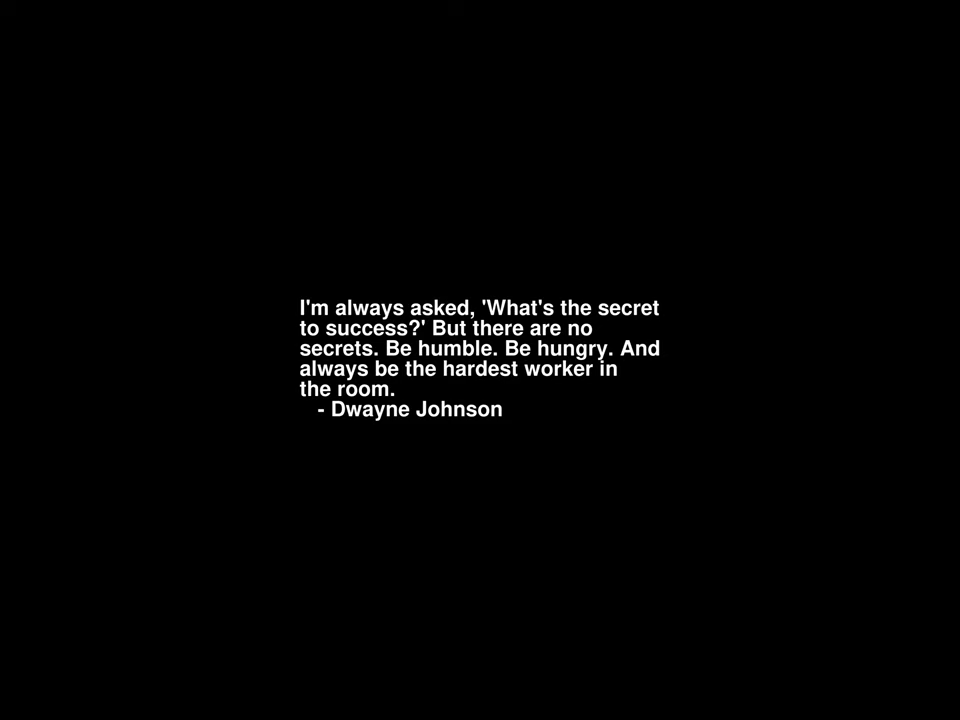 I'm always asked, 'What's the secret
to success?' But there are no
secrets. Be humble. Be hungry. And
always be the hardest worker in
the room.
- Dwayne Johnson